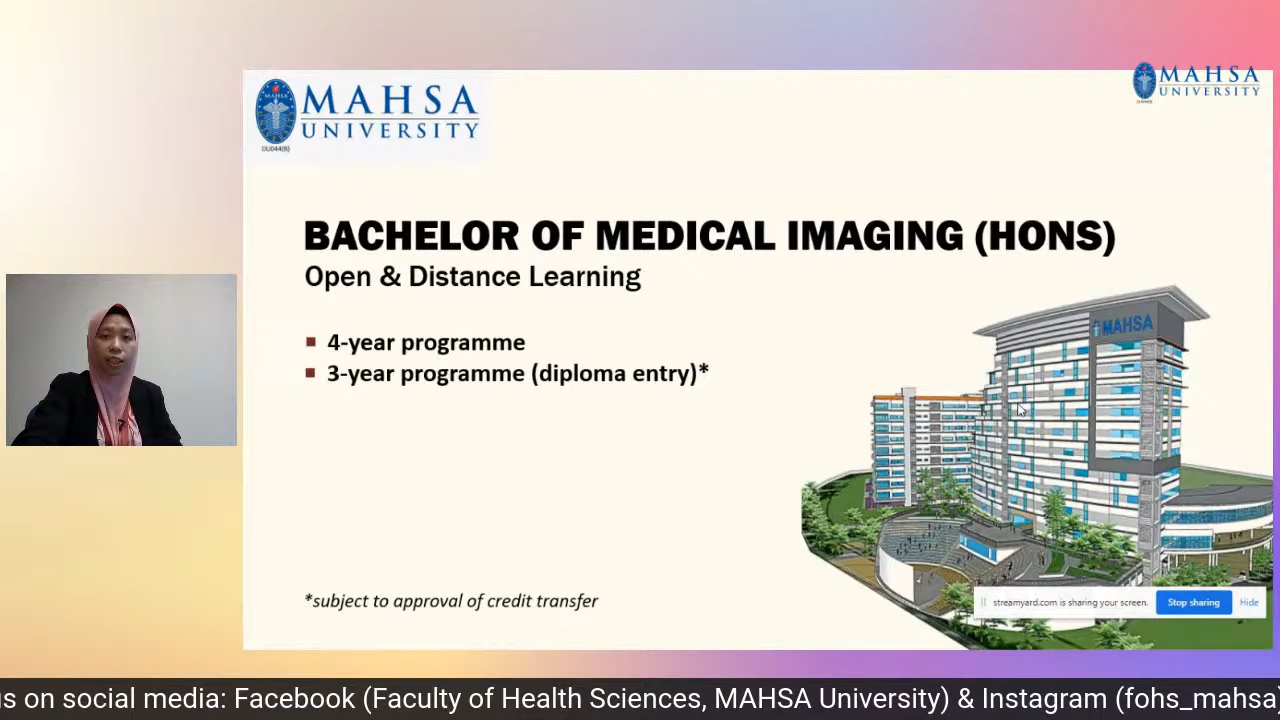 MAHSA
UNIVERSITY
DU044(B)
MAHSA
UNIVERSITY
BACHELOR OF MEDICAL IMAGING (HONS)
Open & Distance Learning
4-year programme
3-year programme (diploma entry)*
MAHSA
*subject to approval of credit transfer
streamyard.com is sharing your screen.
Stop sharing
Hide
s on social media: Facebook (Faculty of Health Sciences, MAHSA University) & Instagram (fohs_mahsa)